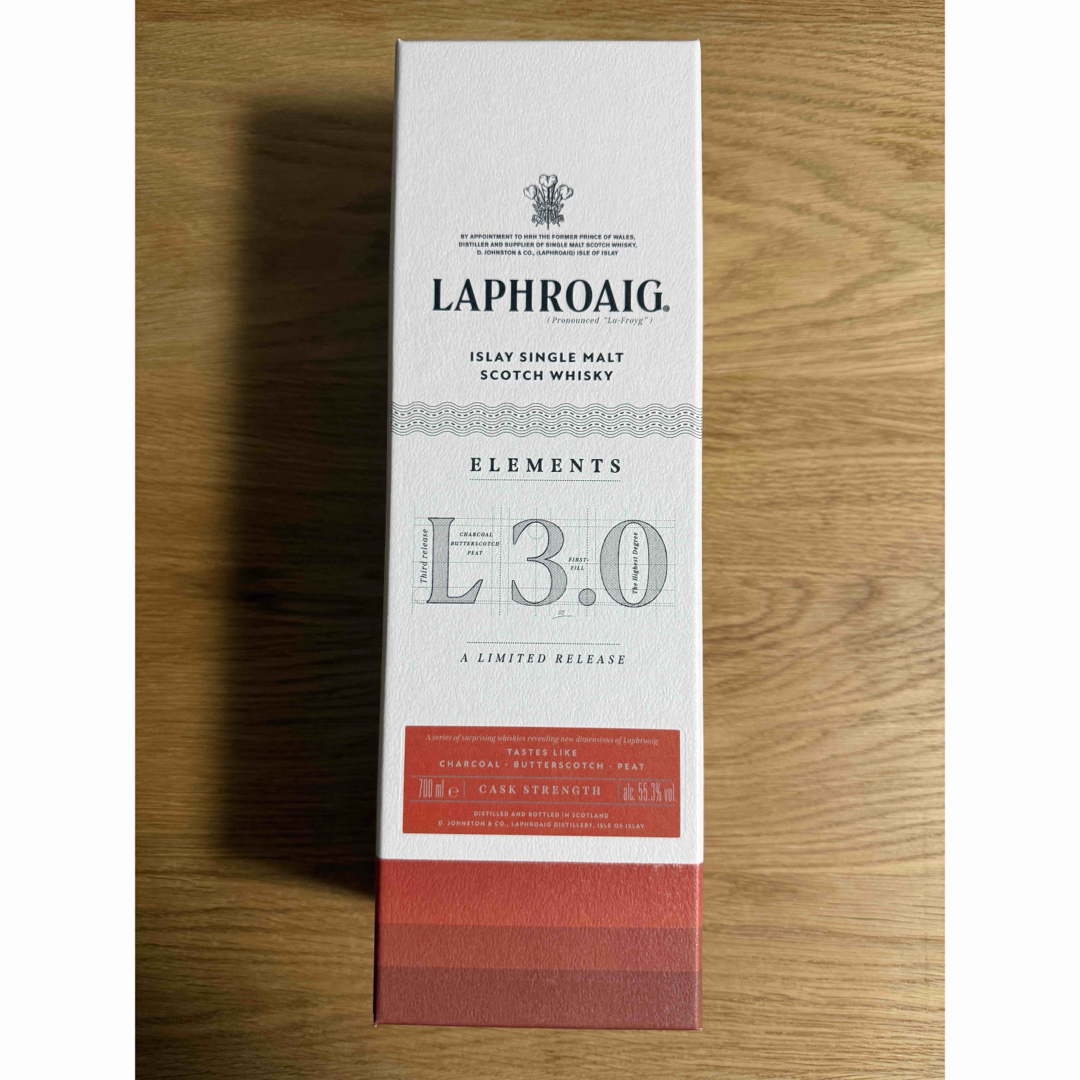 BY APPOINTMENT TO HRH THE FORMER PRINCE OF WALES,
DISTILLER AND SUPPLIER OF SINGLE MALT SCOTCH WHISKY,
D. JOHNSTON & CO., (LAPHROAIG) ISLE OF ISLAY
LAPHROAIG®
(Pronounced "La-Froyg")
ISLAY SINGLE MALT
SCOTCH WHISKY
ELEMENTS
Third release
L 3.0
CHARCOAL
BUTTERSCOTCH
PEAT
FIRST-
FILL
The Highest Degree
A LIMITED RELEASE
A series of surprising whiskies revealing new dimensions of Laphroaig
TASTES LIKE
CHARCOAL · BUTTERSCOTCH · PEAT
700 ml ℮ CASK STRENGTH alc. 55.3% vol.
DISTILLED AND BOTTLED IN SCOTLAND
D. JOHNSTON & CO., LAPHROAIG DISTILLERY, ISLE OF ISLAY